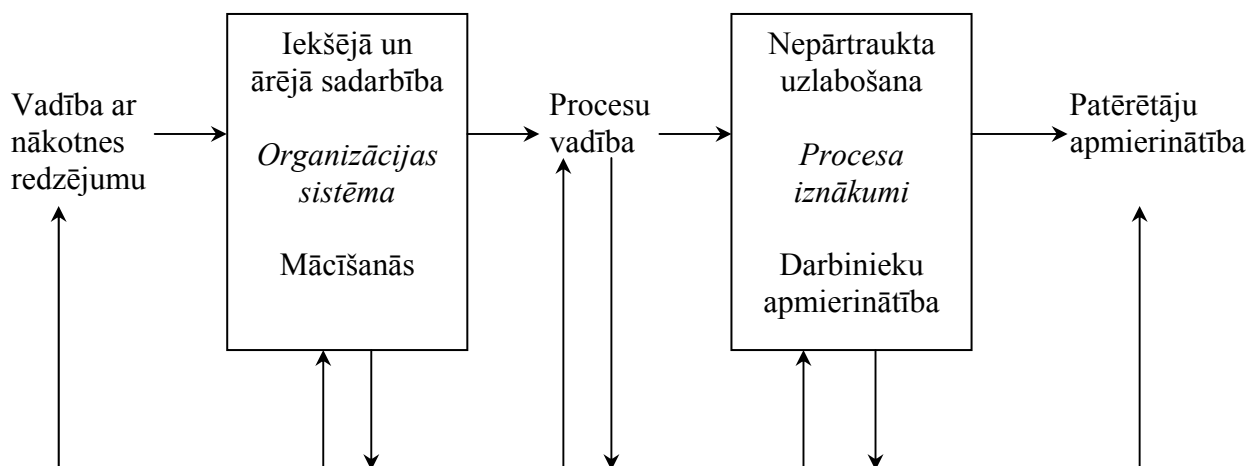 Vadība ar
nākotnes
redzējumu
Iekšējā un
ārējā sadarbība
Organizācijas
sistēma
Mācīšanās
Procesu
vadība
Nepārtraukta
uzlabošana
Procesa
iznākumi
Darbinieku
apmierinātība
Patērētāju
apmierinātība